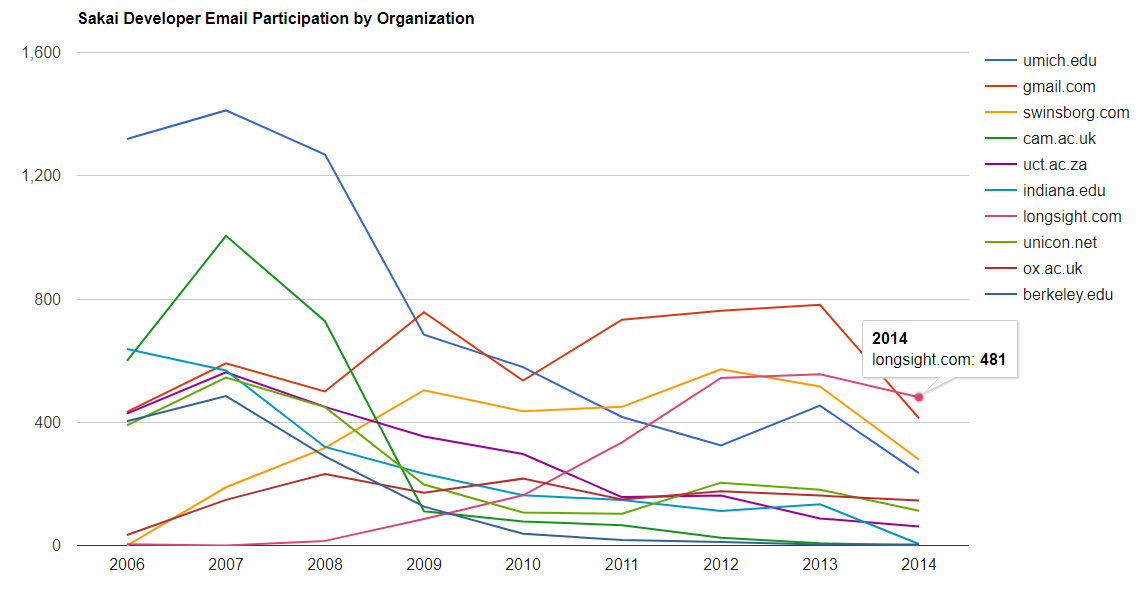 Sakai Developer Email Participation by Organization
1,600
1,200
800
400
0
2006 2007 2008 2009 2010 2011 2012 2013 2014
umich.edu
gmail.com
swinsborg.com
cam.ac.uk
uct.ac.za
indiana.edu
longsight.com
unicon.net
ox.ac.uk
berkeley.edu
2014
longsight.com: 481